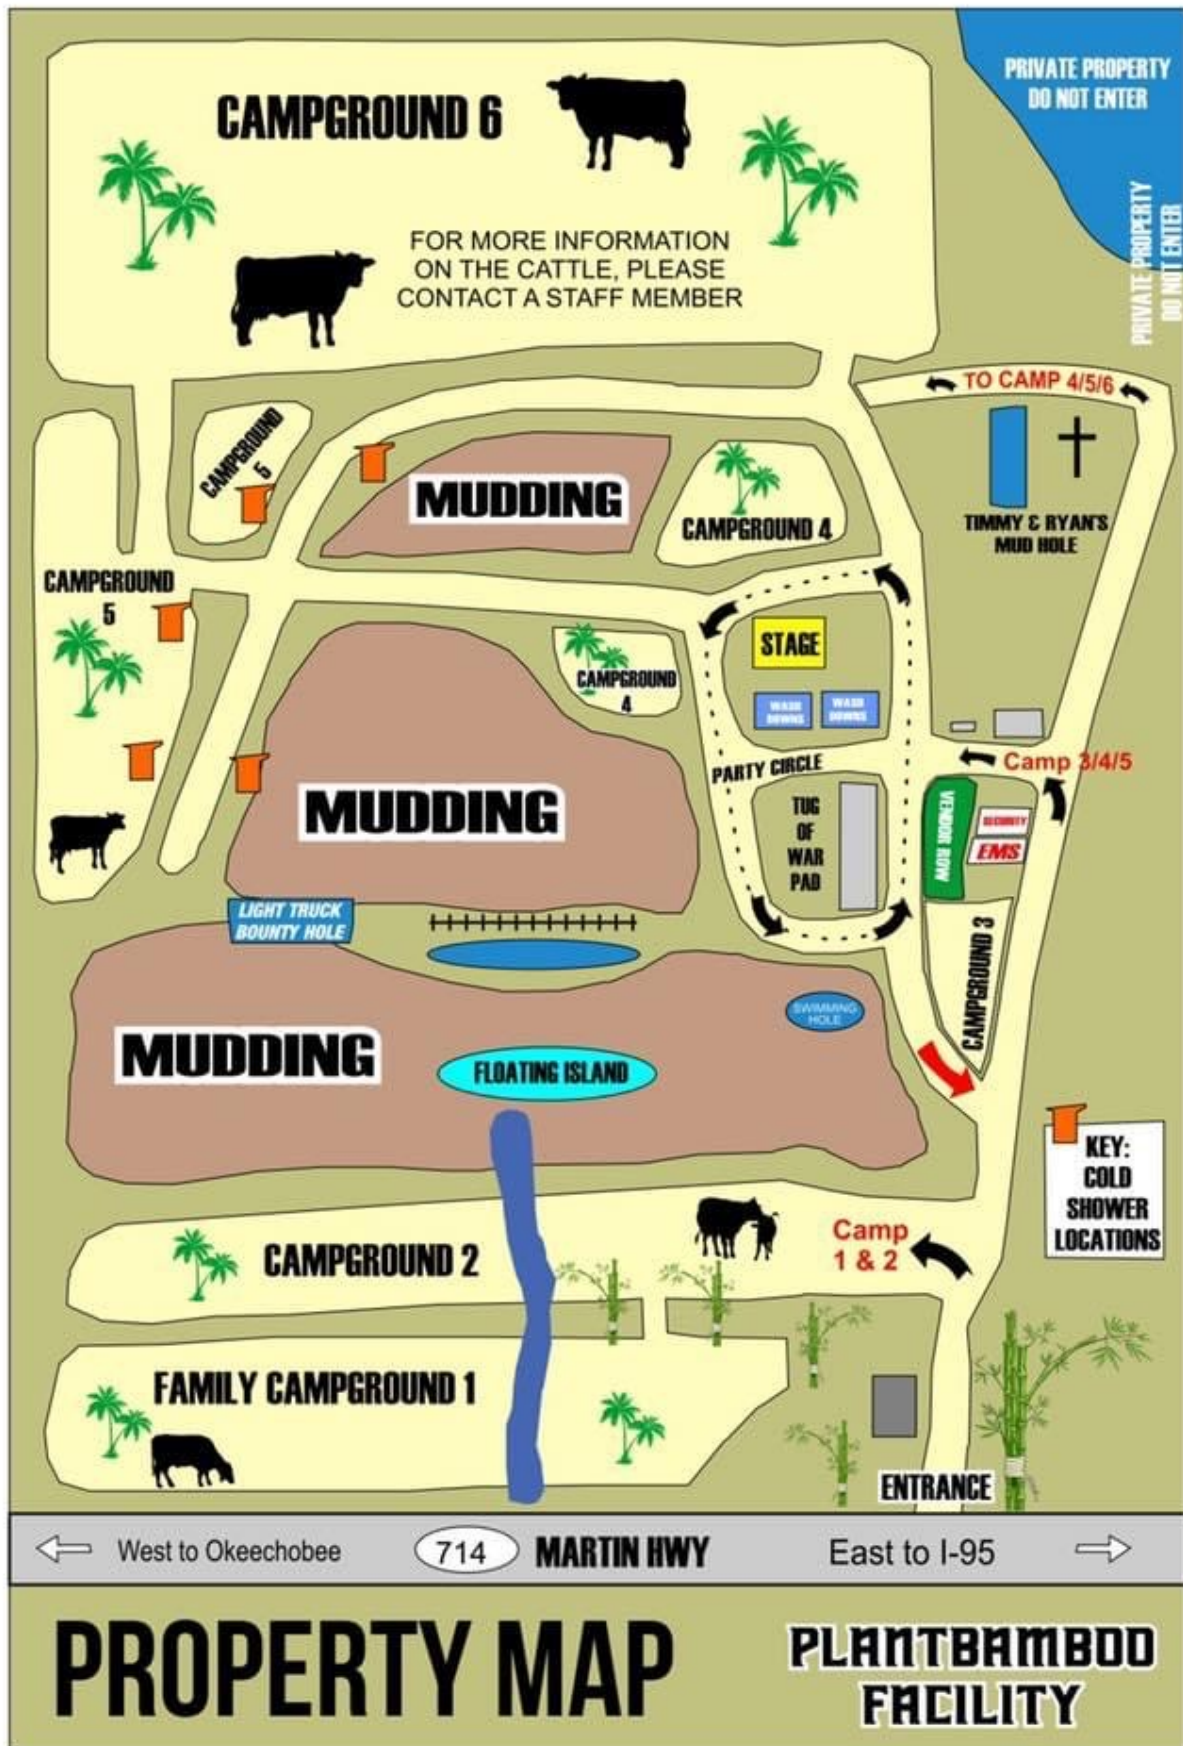 PRIVATE PROPERTY
DO NOT ENTER
CAMPGROUND 6
PRIVATE PROPERTY
DO NOT ENTER
FOR MORE INFORMATION
ON THE CATTLE, PLEASE
CONTACT A STAFF MEMBER
TO CAMP 4/5/6
CAMPGROUND
5
MUDDING
CAMPGROUND 4
TIMMY & RYAN'S
MUD HOLE
CAMPGROUND
5
STAGE
CAMPGROUND
4
WASH
DOWNS
WASH
DOWNS
PARTY CIRCLE
Camp 3/4/5
MUDDING
TUG
OF
WAR
PAD
VENDOR ROW
SECURITY
EMS
LIGHT TRUCK
BOUNTY HOLE
CAMPGROUND 3
SWIMMING
HOLE
MUDDING
FLOATING ISLAND
KEY:
COLD
SHOWER
LOCATIONS
CAMPGROUND 2
Camp
1 & 2
FAMILY CAMPGROUND 1
ENTRANCE
West to Okeechobee
714
MARTIN HWY
East to I-95
PROPERTY MAP
PLANTBAMBOO
FACILITY